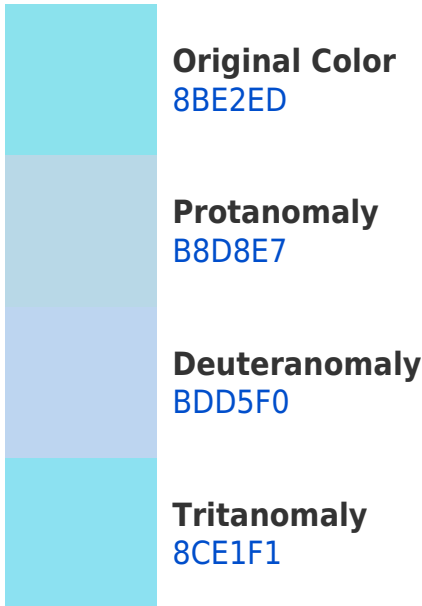 Original Color
8BE2ED
Protanomaly
B8D8E7
Deuteranomaly
BDD5F0
Tritanomaly
8CE1F1